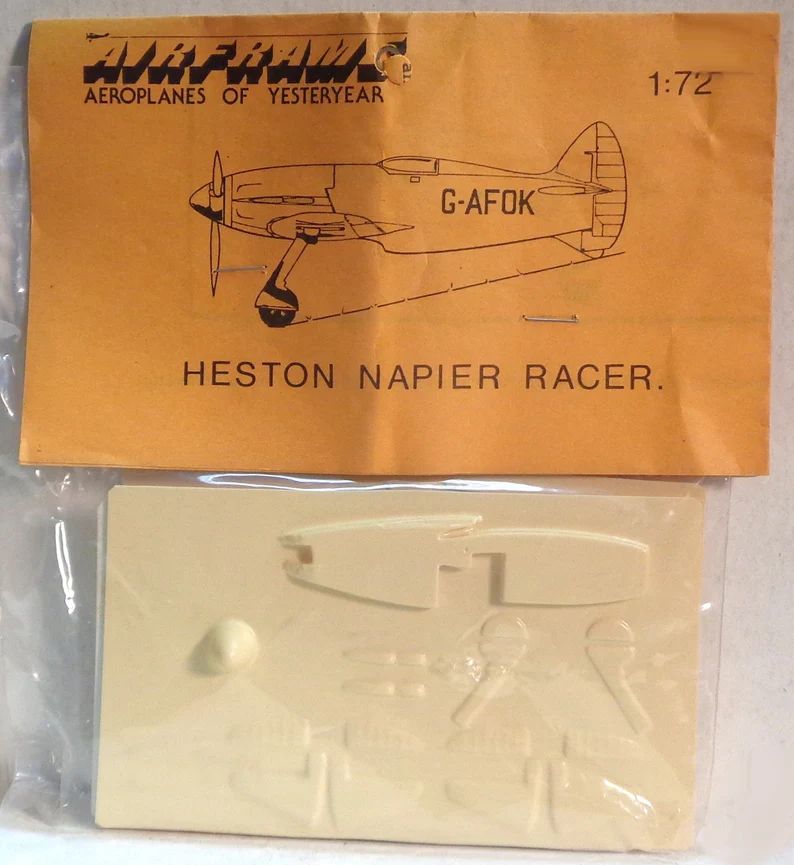 AIRFRAME
1:72
AEROPLANES OF YESTERYEAR
G-AFOK
HESTON NAPIER RACER.